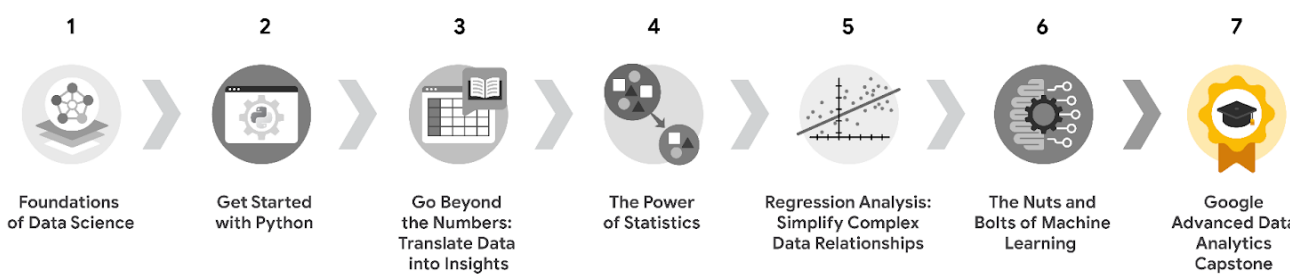 1
2
3
4
5
6
7
Foundations
of Data Science
Get Started
with Python
Go Beyond
the Numbers:
Translate Data
into Insights
The Power
of Statistics
Regression Analysis:
Simplify Complex
Data Relationships
The Nuts and
Bolts of Machine
Learning
Google
Advanced Data
Analytics
Capstone